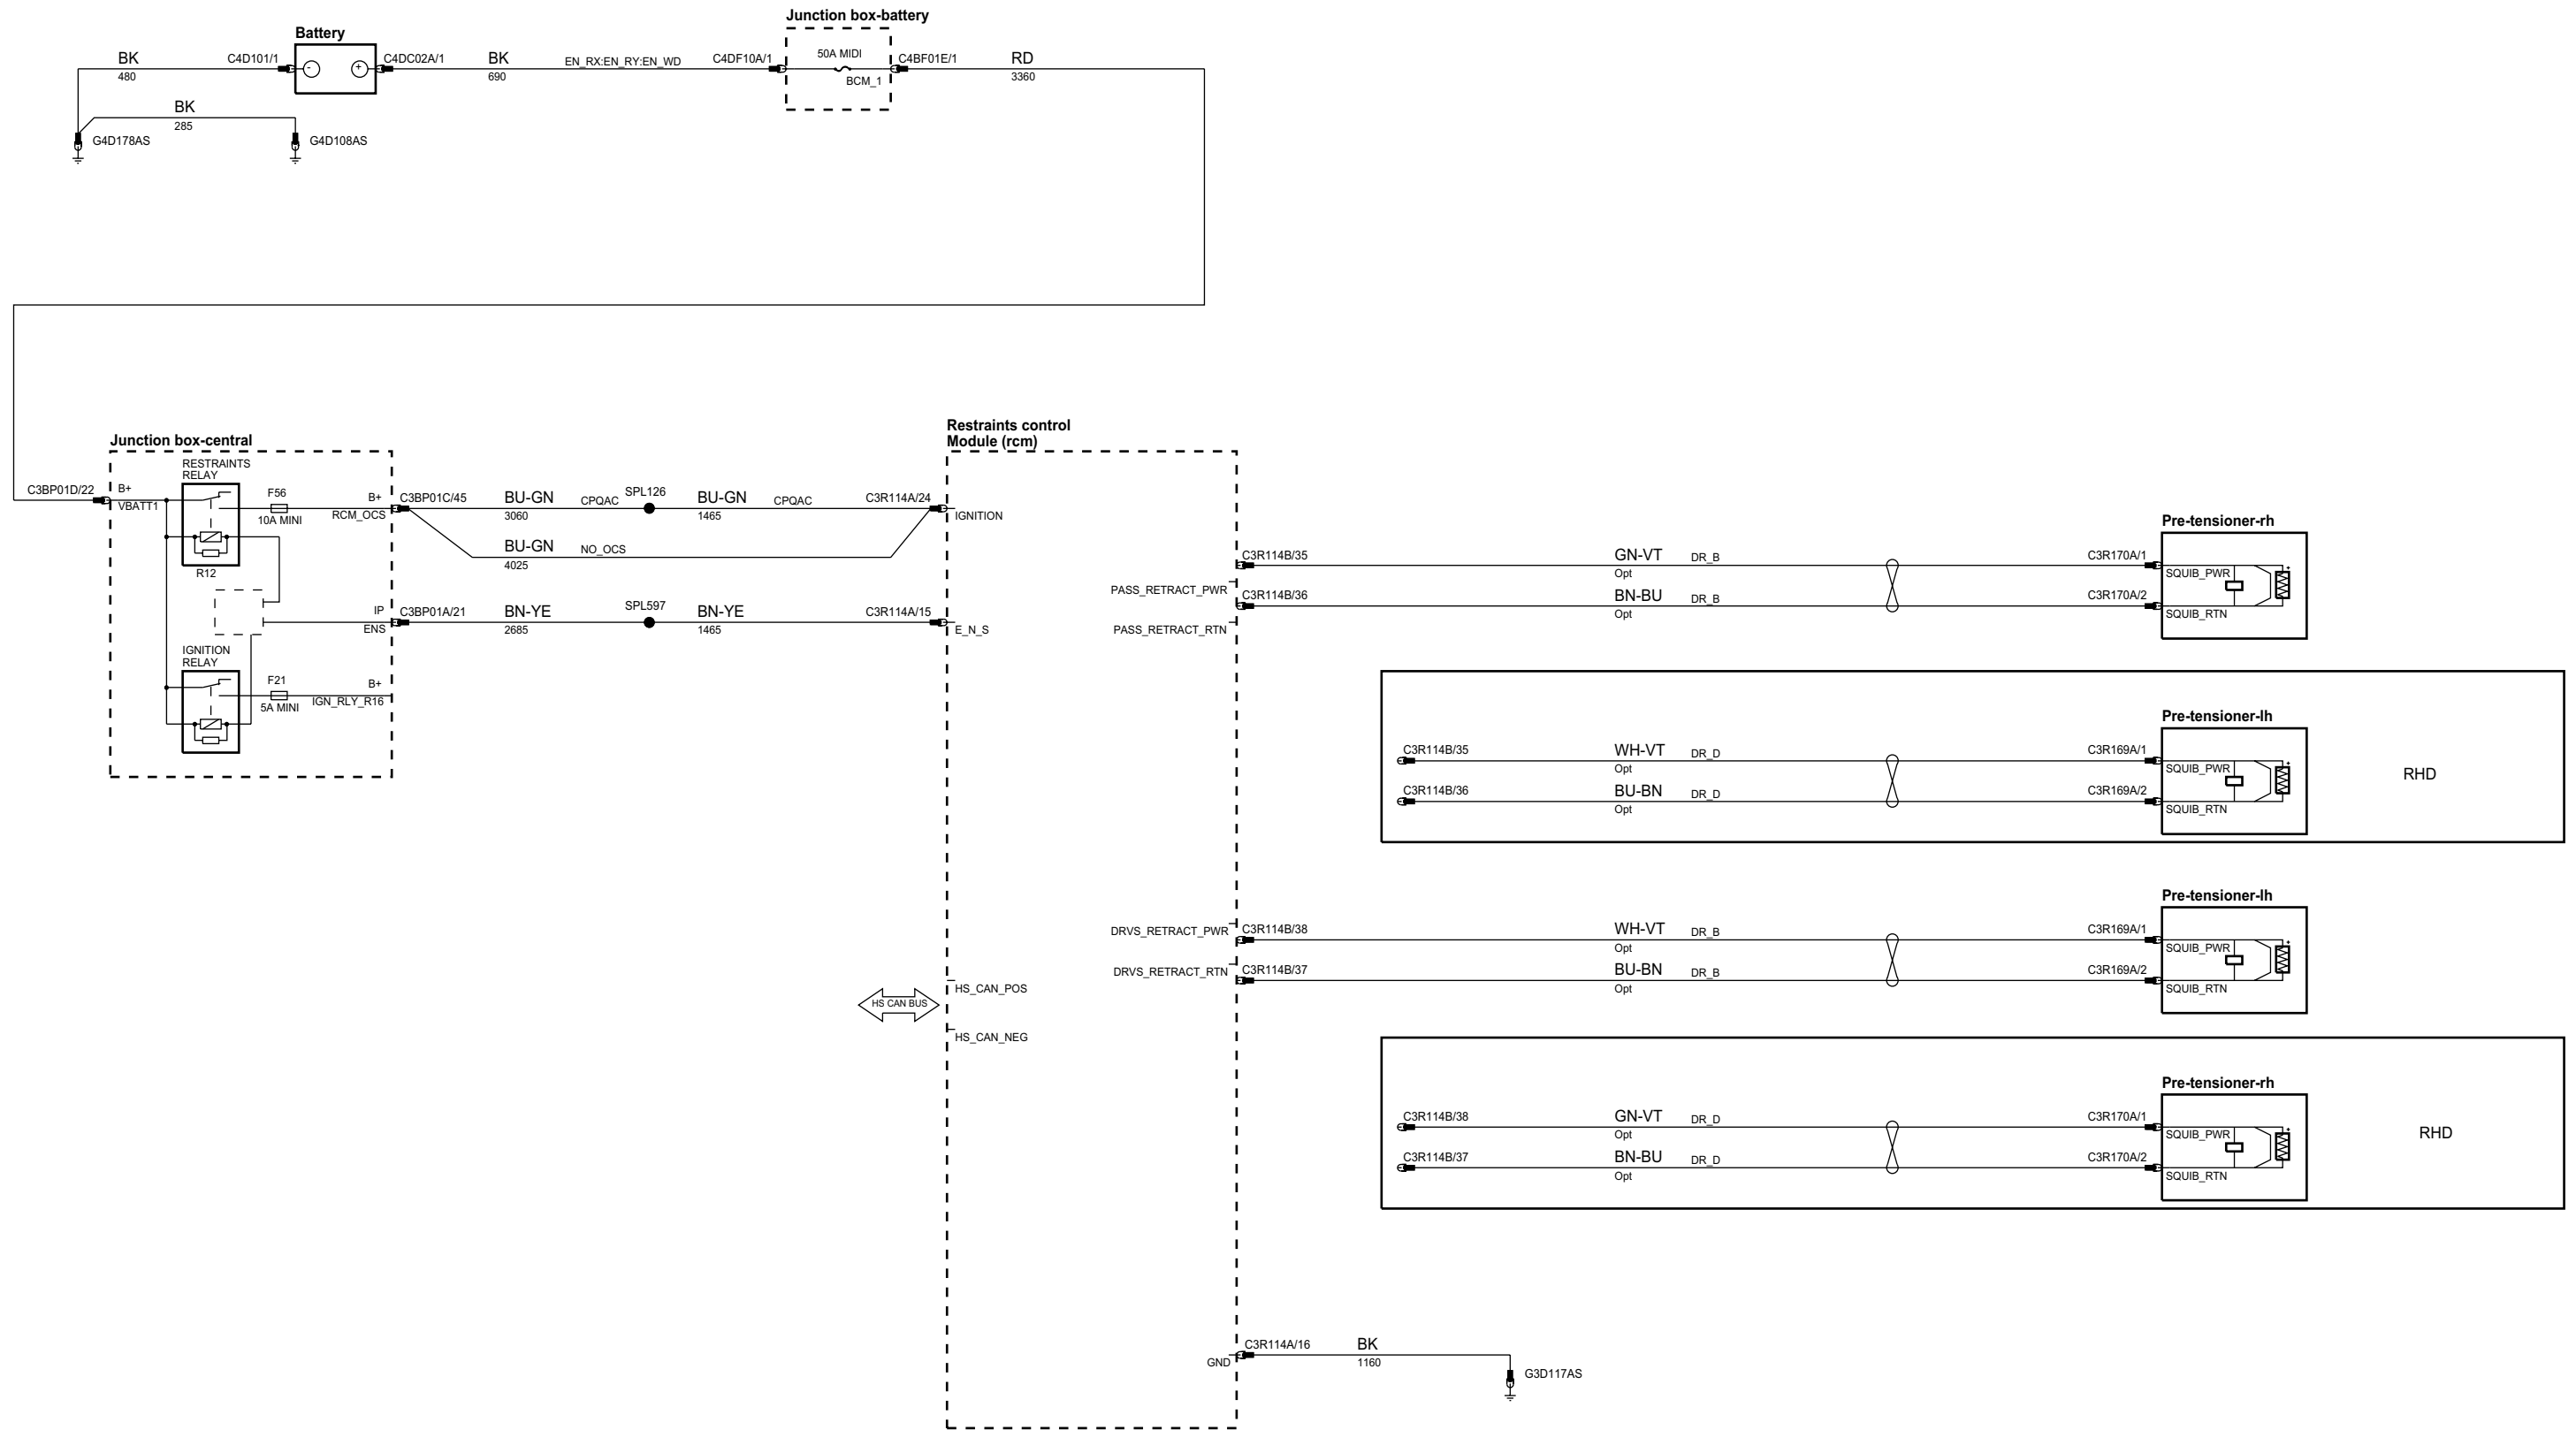 Junction box-battery
Battery
BK
480
C4D101/1
-
+
C4DC02A/1
BK
690
EN_RX:EN_RY:EN_WD
C4DF10A/1
50A MIDI
BCM_1
C4BF01E/1
RD
3360
BK
285
G4D178AS
G4D108AS
Junction box-central
RESTRAINTS
RELAY
C3BP01D/22
B+
VBATT1
F56
10A MINI
B+
RCM_OCS
R12
C3BP01C/45
BU-GN
3060
CPQAC
SPL126
BU-GN
1465
CPQAC
C3R114A/24
BU-GN
4025
NO_OCS
IP
ENS
C3BP01A/21
BN-YE
2685
SPL597
BN-YE
1465
C3R114A/15
IGNITION
RELAY
F21
5A MINI
B+
IGN_RLY_R16
Restraints control
Module (rcm)
IGNITION
E_N_S
PASS_RETRACT_PWR
PASS_RETRACT_RTN
C3R114B/35
GN-VT
Opt
DR_B
C3R170A/1
C3R114B/36
BN-BU
Opt
DR_B
C3R170A/2
Pre-tensioner-rh
SQUIB_PWR
+
SQUIB_RTN
C3R114B/35
WH-VT
Opt
DR_D
C3R169A/1
C3R114B/36
BU-BN
Opt
DR_D
C3R169A/2
Pre-tensioner-lh
SQUIB_PWR
+
SQUIB_RTN
RHD
DRVS_RETRACT_PWR
DRVS_RETRACT_RTN
C3R114B/38
WH-VT
Opt
DR_B
C3R169A/1
C3R114B/37
BU-BN
Opt
DR_B
C3R169A/2
Pre-tensioner-lh
SQUIB_PWR
+
SQUIB_RTN
HS CAN BUS
HS_CAN_POS
HS_CAN_NEG
C3R114B/38
GN-VT
Opt
DR_D
C3R170A/1
C3R114B/37
BN-BU
Opt
DR_D
C3R170A/2
Pre-tensioner-rh
SQUIB_PWR
+
SQUIB_RTN
RHD
GND
C3R114A/16
BK
1160
G3D117AS